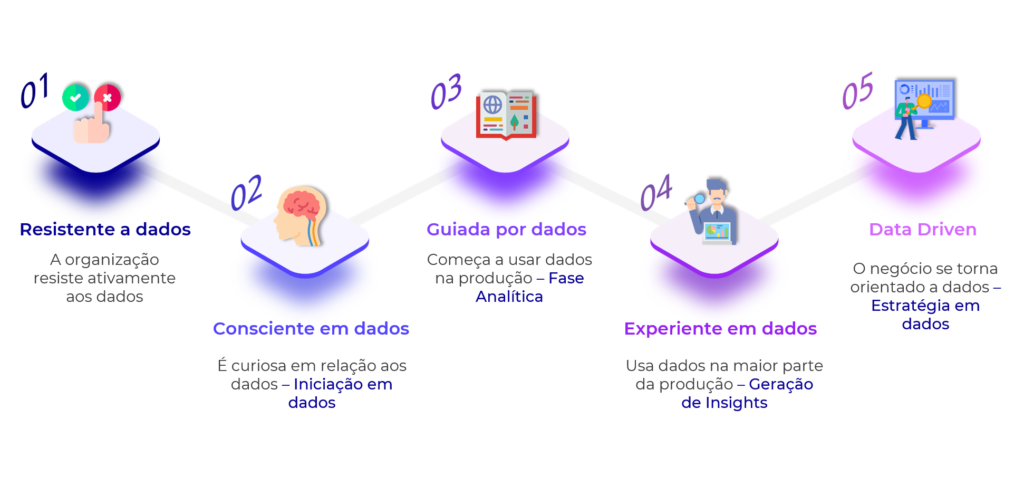 01
Resistente a dados
A organização
resiste ativamente
aos dados
02
Consciente em dados
É curiosa em relação aos
dados – Iniciação em
dados
03
Guiada por dados
Começa a usar dados
na produção – Fase
Analítica
04
Experiente em dados
Usa dados na maior parte
da produção – Geração
de Insights
05
Data Driven
O negócio se torna
orientado a dados –
Estratégia em
dados